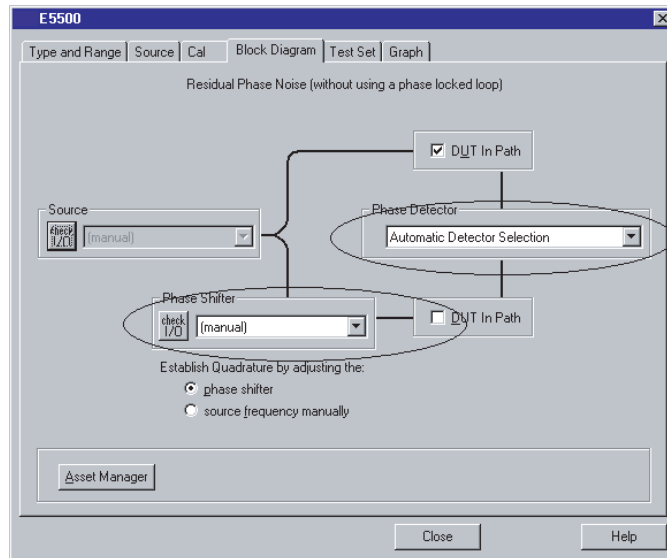 E5500
Type and Range Source Cal Block Diagram Test Set Graph
Residual Phase Noise (without using a phase locked loop)
DUT In Path
Source
check I/O
(manual)
Phase Detector
Automatic Detector Selection
Phase Shifter
check I/O
(manual)
DUT In Path
Establish Quadrature by adjusting the:
phase shifter
source frequency manually
Asset Manager
Close Help